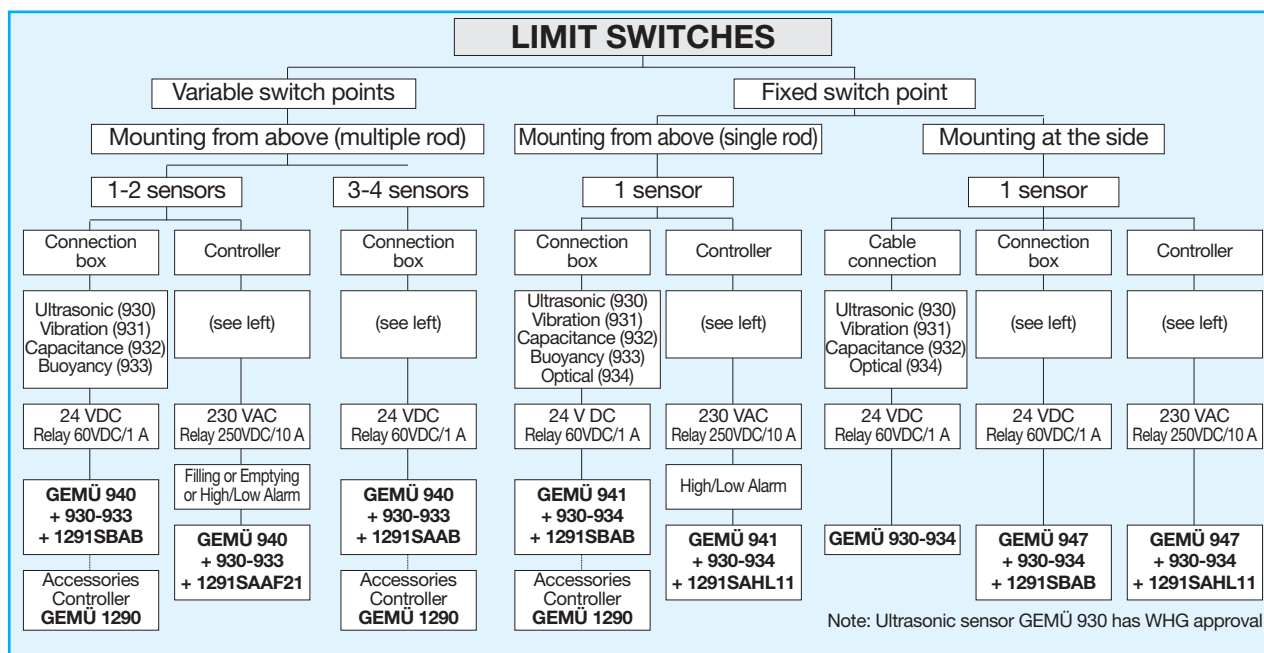 LIMIT SWITCHES
Variable switch points
Fixed switch point
Mounting from above (multiple rod)
Mounting from above (single rod)
Mounting at the side
1-2 sensors
3-4 sensors
1 sensor
1 sensor
Connection
box
Controller
Connection
box
Connection
box
Controller
Cable
connection
Connection
box
Controller
Ultrasonic (930)
Vibration (931)
Capacitance (932)
Buoyancy (933)
(see left)
(see left)
Ultrasonic (930)
Vibration (931)
Capacitance (932)
Buoyancy (933)
Optical (934)
(see left)
Ultrasonic (930)
Vibration (931)
Capacitance (932)
Optical (934)
(see left)
(see left)
24 VDC
Relay 60VDC/1 A
230 VAC
Relay 250VDC/10 A
24 VDC
Relay 60VDC/1 A
24 V DC
Relay 60VDC/1 A
230 VAC
Relay 250VDC/10 A
24 VDC
Relay 60VDC/1 A
24 VDC
Relay 60VDC/1 A
230 VAC
Relay 250VDC/10 A
GEMÜ 940
+ 930-933
+ 1291SBAB
Filling or Emptying
or High/Low Alarm
GEMÜ 940
+ 930-933
+ 1291SAAF21
GEMÜ 940
+ 930-933
+ 1291SAAB
GEMÜ 941
+ 930-934
+ 1291SBAB
High/Low Alarm
GEMÜ 941
+ 930-934
+ 1291SAHL11
GEMÜ 930-934
GEMÜ 947
+ 930-934
+ 1291SBAB
GEMÜ 947
+ 930-934
+ 1291SAHL11
Accessories
Controller
GEMÜ 1290
Accessories
Controller
GEMÜ 1290
Accessories
Controller
GEMÜ 1290
Note: Ultrasonic sensor GEMÜ 930 has WHG approval